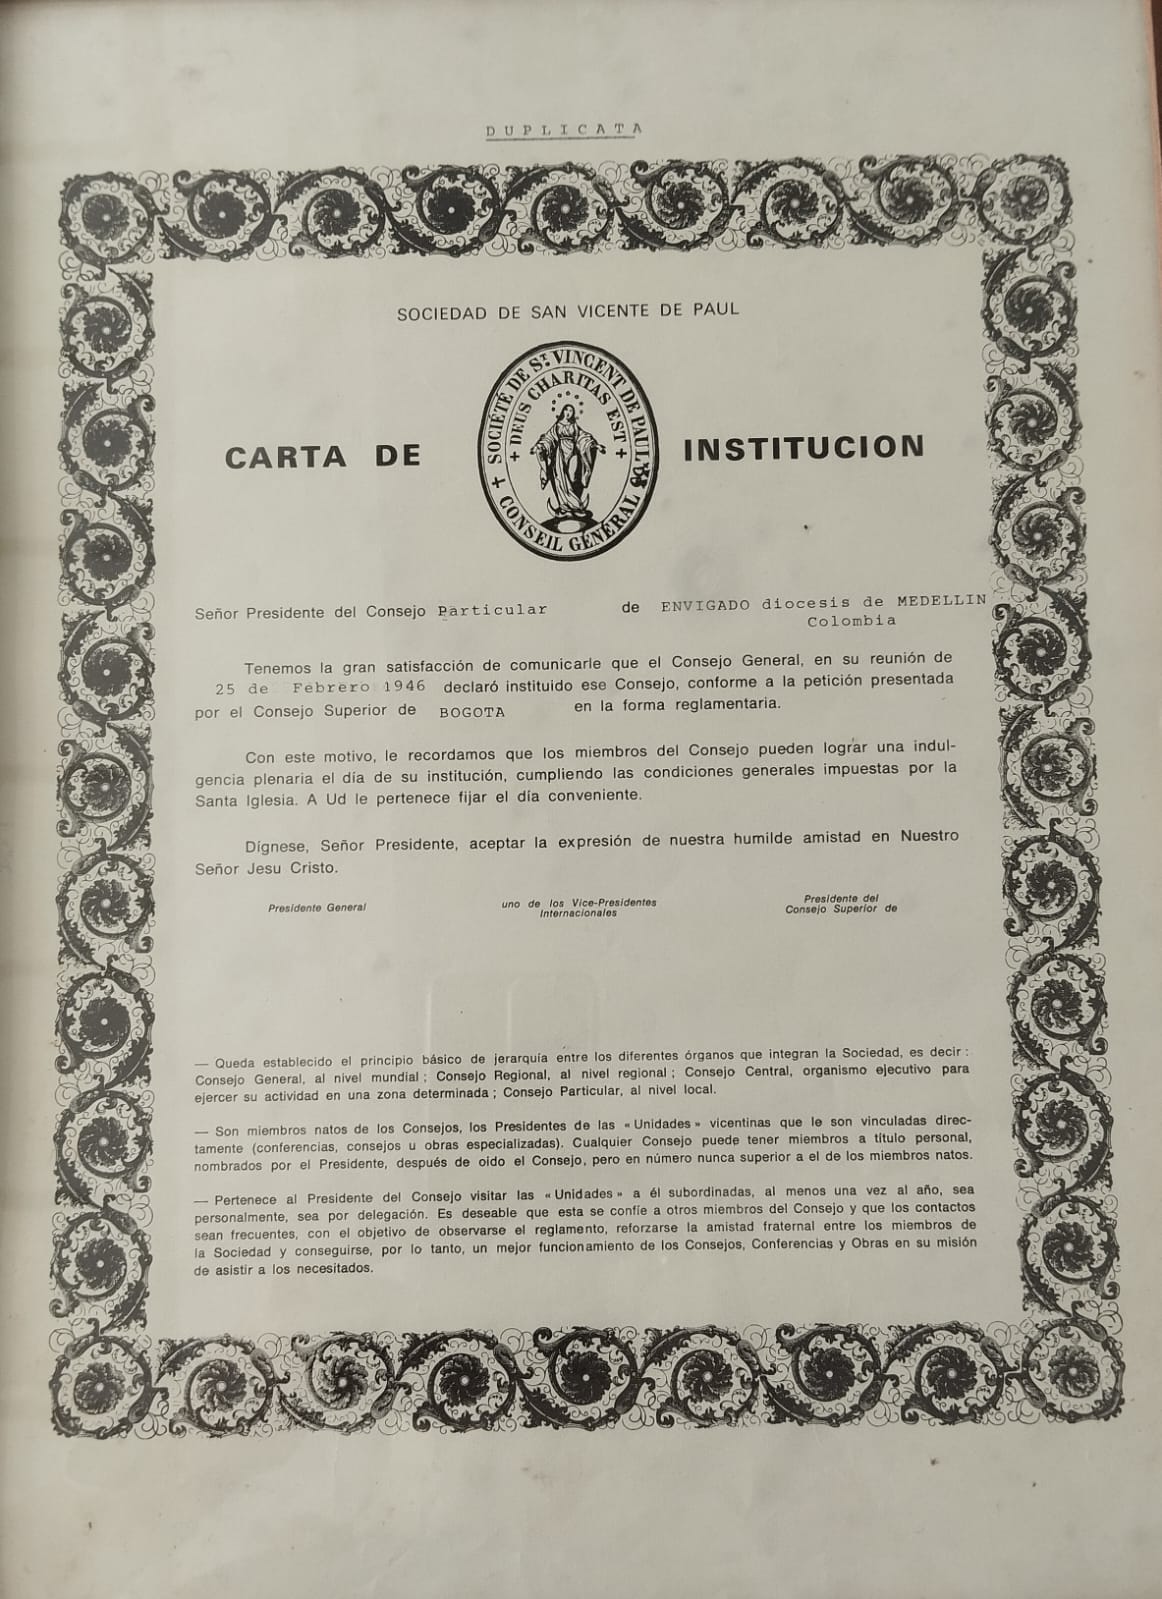 DUPLICATA
SOCIEDAD DE SAN VICENTE DE PAUL
SOCIÉTÉ DE ST. VINCENT DE PAUL
DEUS CHARITAS EST
CONSEIL GÉNÉRAL
CARTA DE INSTITUCION
Señor Presidente del Consejo Particular de ENVIGADO diocesis de MEDELLIN
Colombia
Tenemos la gran satisfacción de comunicarle que el Consejo General, en su reunión de
25 de Febrero 1946 declaró instituido ese Consejo, conforme a la petición presentada
por el Consejo Superior de BOGOTA en la forma reglamentaria.
Con este motivo, le recordamos que los miembros del Consejo pueden lograr una indul-
gencia plenaria el día de su institución, cumpliendo las condiciones generales impuestas por la
Santa Iglesia. A Ud le pertenece fijar el día conveniente.
Dígnese, Señor Presidente, aceptar la expresión de nuestra humilde amistad en Nuestro
Señor Jesu Cristo.
Presidente General
uno de los Vice-Presidentes
Internacionales
Presidente del
Consejo Superior de
— Queda establecido el principio básico de jerarquía entre los diferentes órganos que integran la Sociedad, es decir :
Consejo General, al nivel mundial ; Consejo Regional, al nivel regional ; Consejo Central, organismo ejecutivo para
ejercer su actividad en una zona determinada ; Consejo Particular, al nivel local.
— Son miembros natos de los Consejos, los Presidentes de las « Unidades » vicentinas que le son vinculadas direc-
tamente (conferencias, consejos u obras especializadas). Cualquier Consejo puede tener miembros a título personal,
nombrados por el Presidente, después de oido el Consejo, pero en número nunca superior a el de los miembros natos.
— Pertenece al Presidente del Consejo visitar las « Unidades » a él subordinadas, al menos una vez al año, sea
personalmente, sea por delegación. Es deseable que esta se confíe a otros miembros del Consejo y que los contactos
sean frecuentes, con el objetivo de observarse el reglamento, reforzarse la amistad fraternal entre los miembros de
la Sociedad y conseguirse, por lo tanto, un mejor funcionamiento de los Consejos, Conferencias y Obras en su misión
de asistir a los necesitados.